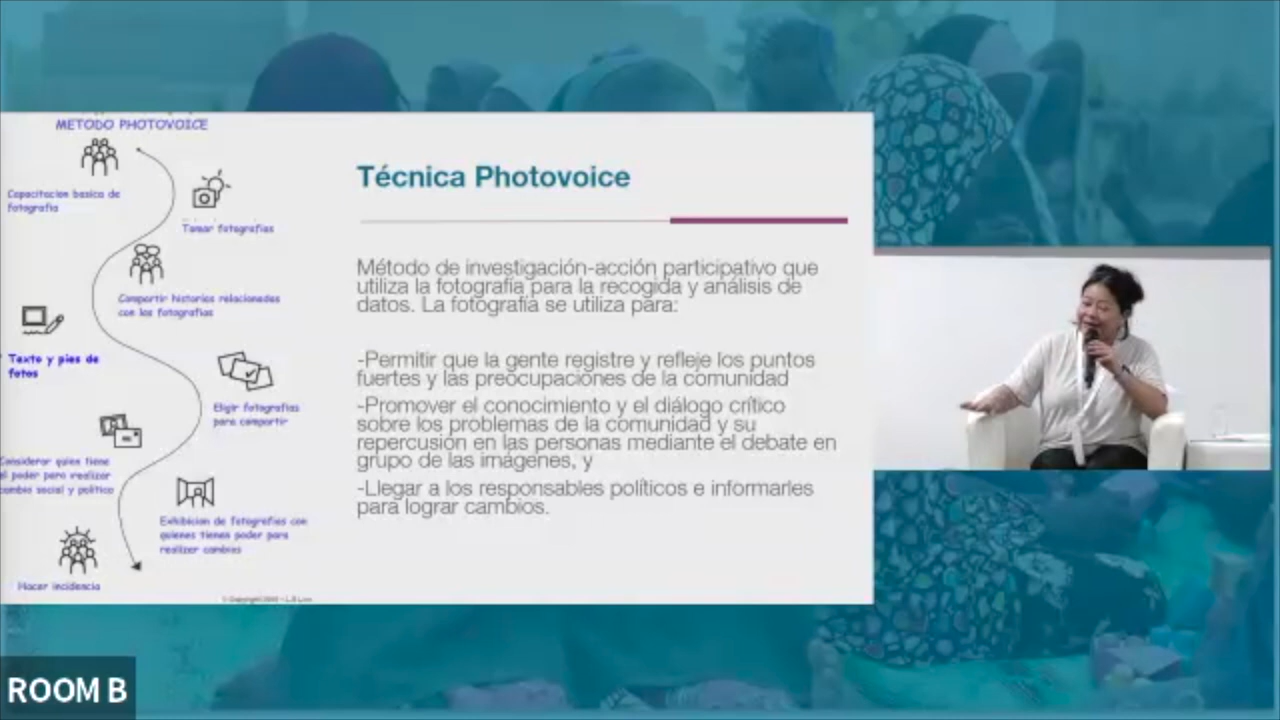 METODO PHOTOVOICE
Capacitacion basica de
fotografia
Tomar fotografias
Compartir historias relacionadas
con las fotografias
Texto y pies de
fotos
Eligir fotografias
para compartir
Considerar quien tiene
el poder para realizar
cambio social y politico
Exhibicion de fotografias con
quienes tienen poder para
realizar cambios
Hacer incidencia
Técnica Photovoice
Método de investigación-acción participativo que
utiliza la fotografía para la recogida y análisis de
datos. La fotografía se utiliza para:
-Permitir que la gente registre y refleje los puntos
fuertes y las preocupaciones de la comunidad
-Promover el conocimiento y el diálogo crítico
sobre los problemas de la comunidad y su
repercusión en las personas mediante el debate en
grupo de las imágenes, y
-Llegar a los responsables políticos e informarles
para lograr cambios.
ROOM B